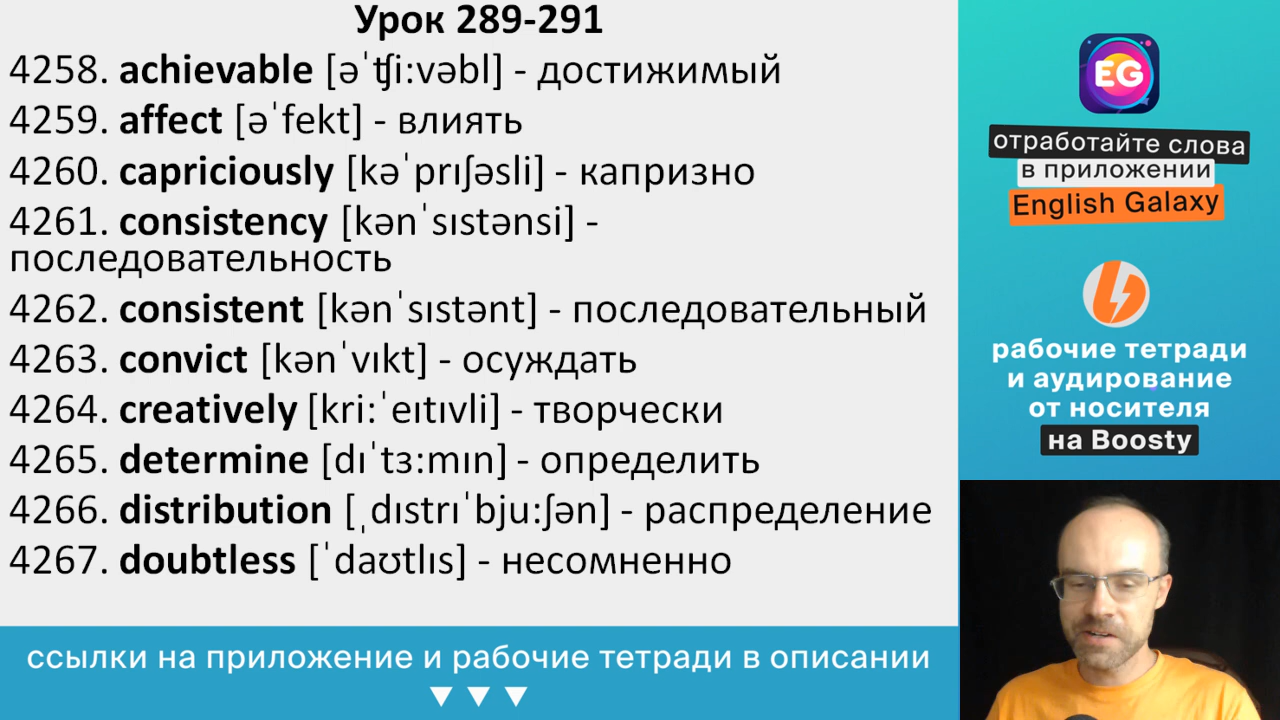 Урок 289-291
4258. achievable [əˈʧi:vəbl] - достижимый
4259. affect [əˈfekt] - влиять
4260. capriciously [kəˈprɪʃəsli] - капризно
4261. consistency [kənˈsɪstənsi] -
последовательность
4262. consistent [kənˈsɪstənt] - последовательный
4263. convict [kənˈvɪkt] - осуждать
4264. creatively [kri:ˈeɪtɪvli] - творчески
4265. determine [dɪˈtɜ:mɪn] - определить
4266. distribution [ˌdɪstrɪˈbju:ʃən] - распределение
4267. doubtless [ˈdaʊtlɪs] - несомненно
ссылки на приложение и рабочие тетради в описании
EG
отработайте слова
в приложении
English Galaxy
рабочие тетради
и аудирование
от носителя
на Boosty